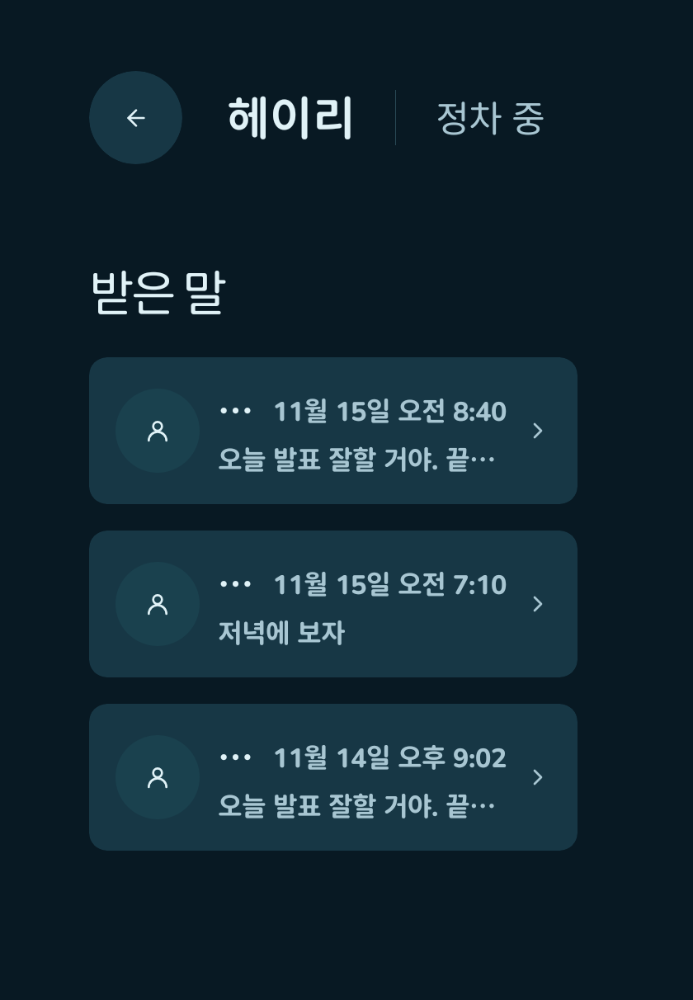 헤이리 정차 중
받은 말
··· 11월 15일 오전 8:40
오늘 발표 잘할 거야. 끝···
··· 11월 15일 오전 7:10
저녁에 보자
··· 11월 14일 오후 9:02
오늘 발표 잘할 거야. 끝···